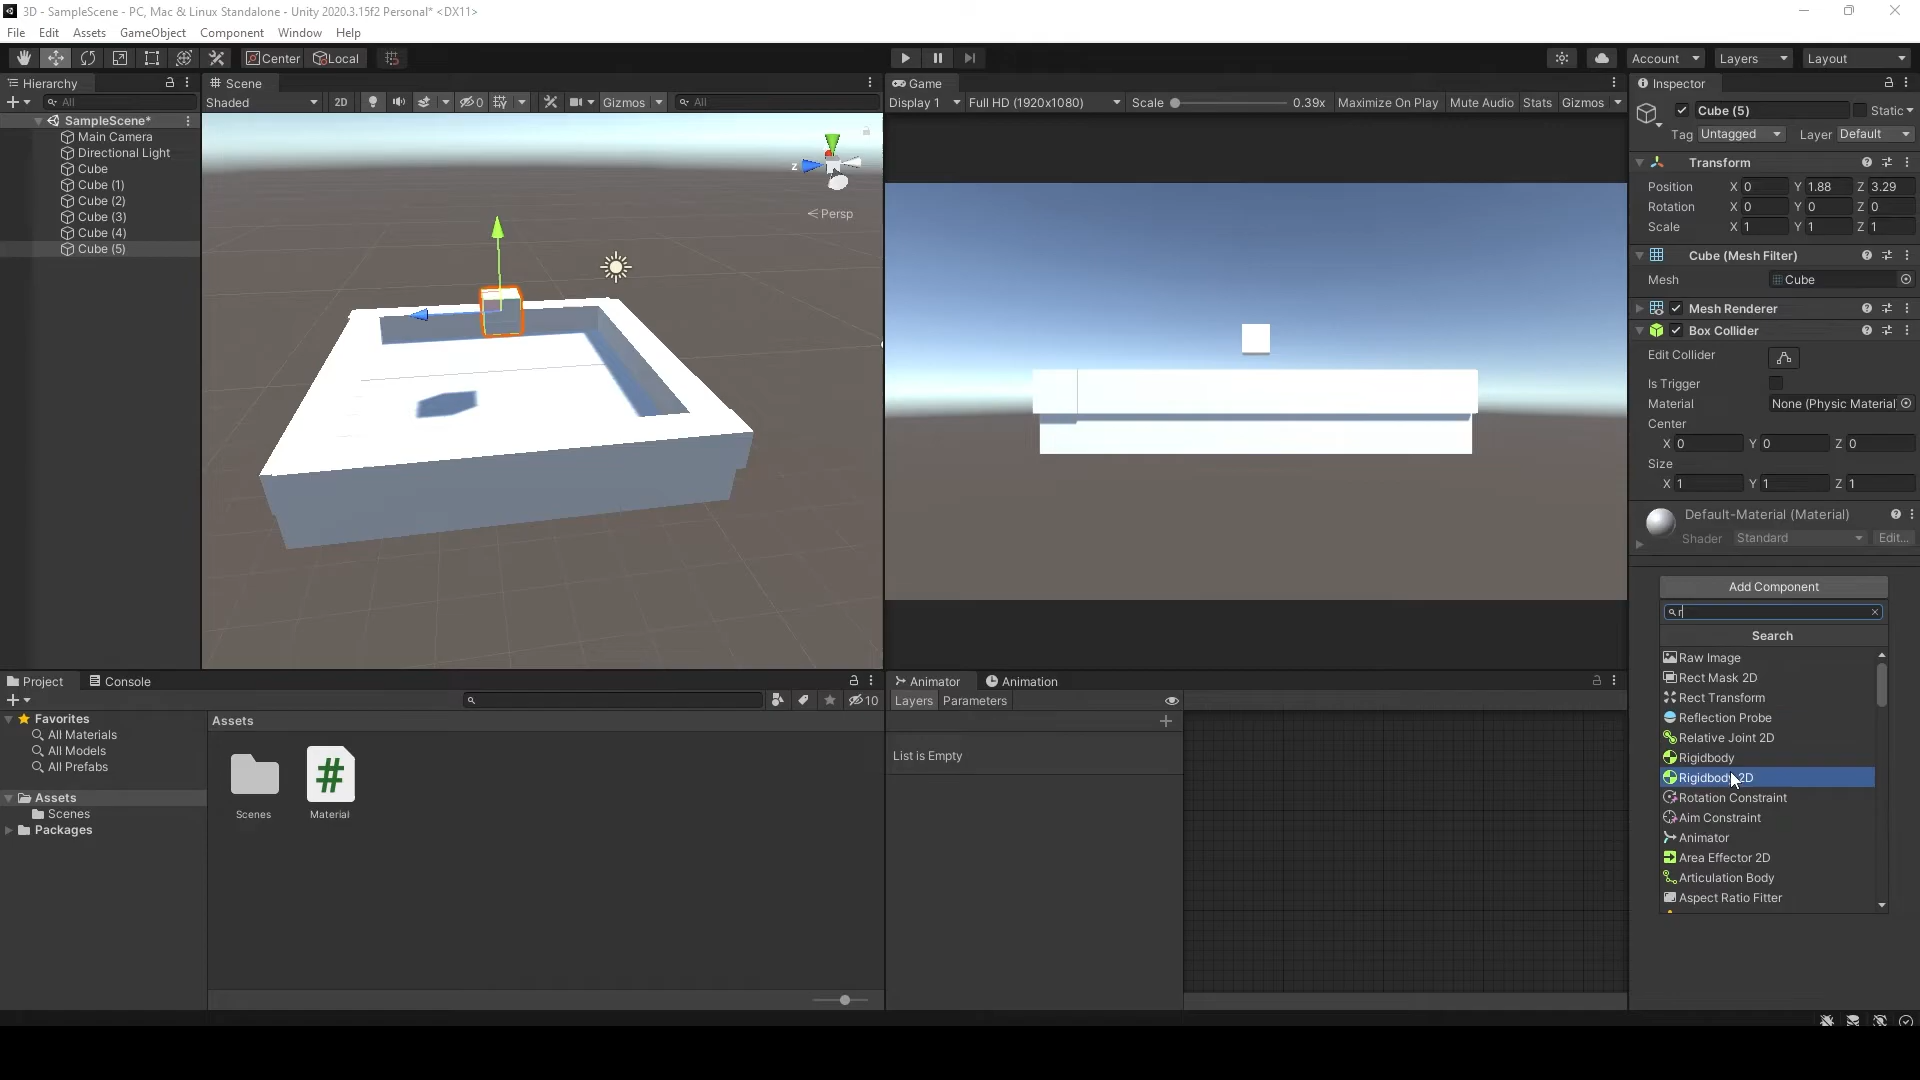 3D - SampleScene - PC, Mac & Linux Standalone - Unity 2020.3.15f2 Personal* <DX11>
File Edit Assets GameObject Component Window Help
Center Local
Account Layers Layout
Hierarchy
All
SampleScene*
Main Camera
Directional Light
Cube
Cube (1)
Cube (2)
Cube (3)
Cube (4)
Cube (5)
Scene
Shaded 2D 0 Gizmos All
z
Persp
Game
Display 1 Full HD (1920x1080) Scale 0.39x Maximize On Play Mute Audio Stats Gizmos
Inspector
Cube (5) Static
Tag Untagged Layer Default
Transform
Position X 0 Y 1.88 Z 3.29
Rotation X 0 Y 0 Z 0
Scale X 1 Y 1 Z 1
Cube (Mesh Filter)
Mesh Cube
Mesh Renderer
Box Collider
Edit Collider
Is Trigger
Material None (Physic Material
Center
X 0 Y 0 Z 0
Size
X 1 Y 1 Z 1
Default-Material (Material)
Shader Standard Edit...
Add Component
r
Search
Raw Image
Rect Mask 2D
Rect Transform
Reflection Probe
Relative Joint 2D
Rigidbody
Rigidbody 2D
Rotation Constraint
Aim Constraint
Animator
Area Effector 2D
Articulation Body
Aspect Ratio Fitter
Project Console
10
Favorites
All Materials
All Models
All Prefabs
Assets
Scenes
Packages
Assets
Scenes
#
Material
Animator Animation
Layers Parameters
List is Empty